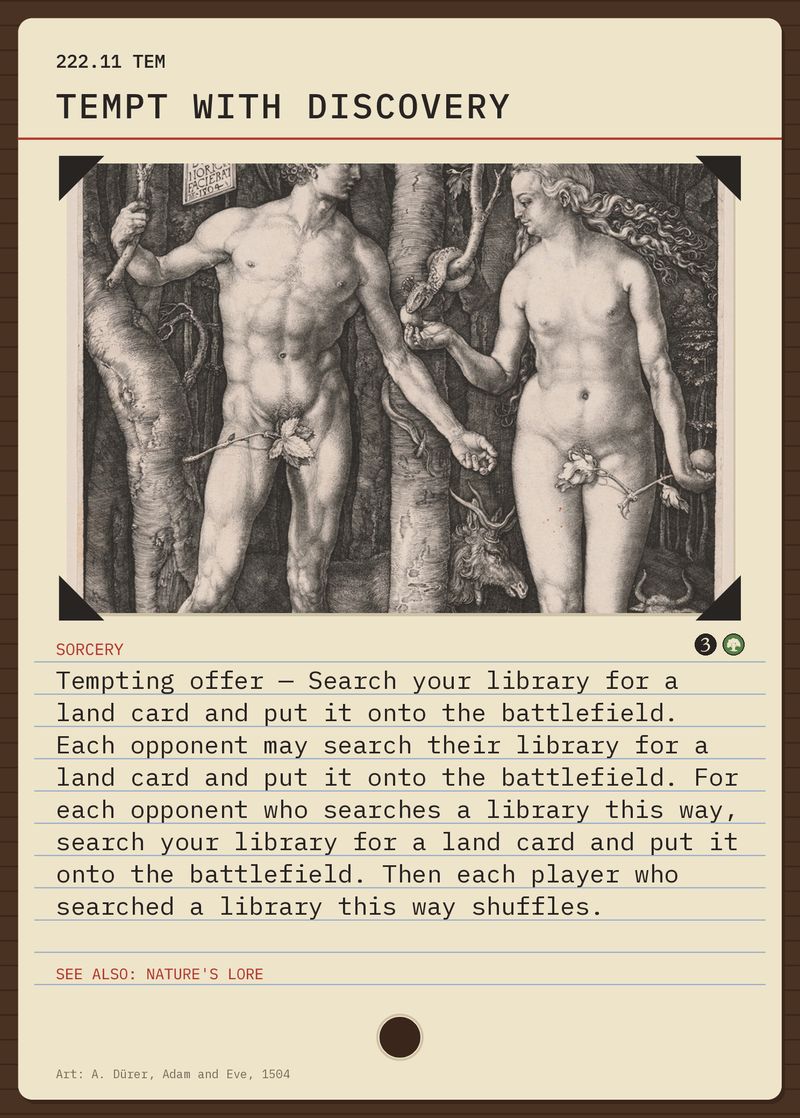 222.11 TEM
TEMPT WITH DISCOVERY
NORICVS
FACIEBAT
1504
SORCERY
3
Tempting offer — Search your library for a
land card and put it onto the battlefield.
Each opponent may search their library for a
land card and put it onto the battlefield. For
each opponent who searches a library this way,
search your library for a land card and put it
onto the battlefield. Then each player who
searched a library this way shuffles.
SEE ALSO: NATURE'S LORE
Art: A. Dürer, Adam and Eve, 1504